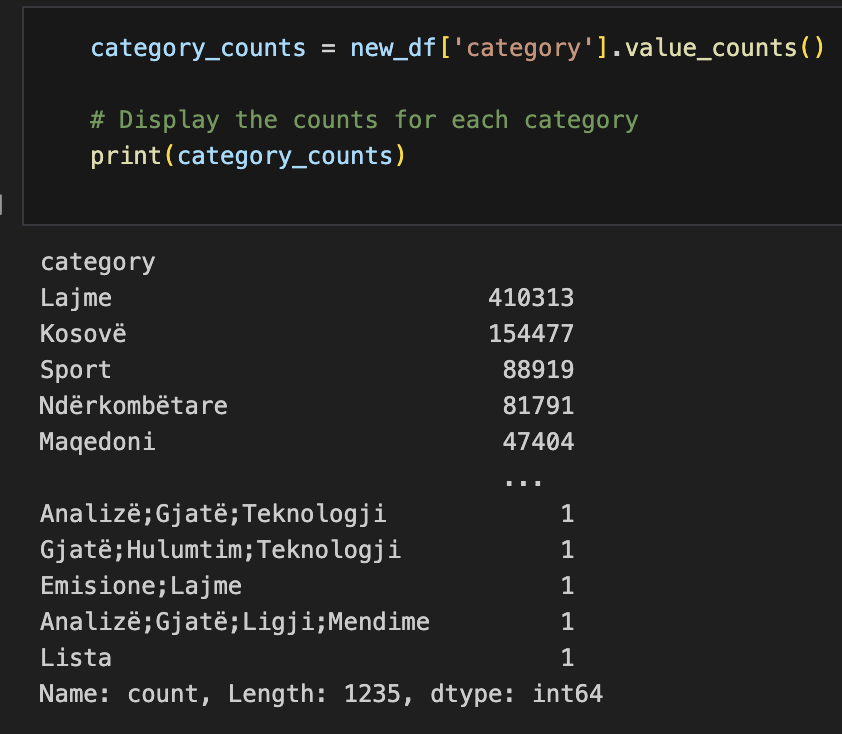 category_counts = new_df['category'].value_counts()
# Display the counts for each category
print(category_counts)
category
Lajme 410313
Kosovë 154477
Sport 88919
Ndërkombëtare 81791
Maqedoni 47404
...
Analizë;Gjatë;Teknologji 1
Gjatë;Hulumtim;Teknologji 1
Emisione;Lajme 1
Analizë;Gjatë;Ligji;Mendime 1
Lista 1
Name: count, Length: 1235, dtype: int64